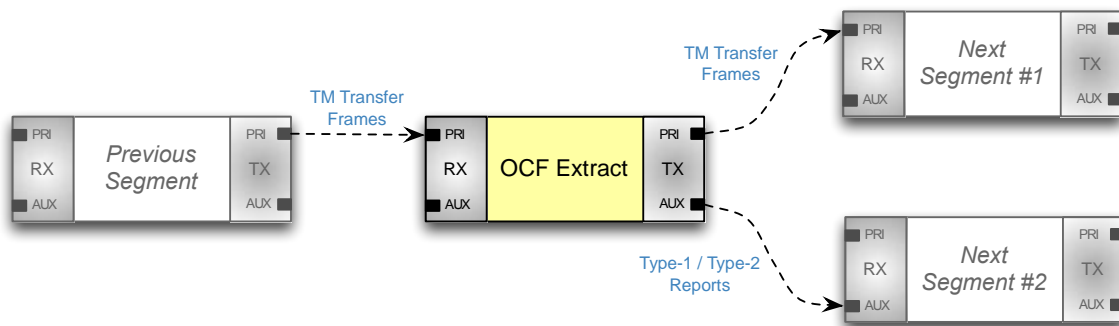 PRI
RX
AUX
Previous
Segment
PRI
TX
AUX
TM Transfer
Frames
PRI
RX
AUX
OCF Extract
PRI
TX
AUX
TM Transfer
Frames
Type-1 / Type-2
Reports
PRI
RX
AUX
Next
Segment #1
PRI
TX
AUX
PRI
RX
AUX
Next
Segment #2
PRI
TX
AUX